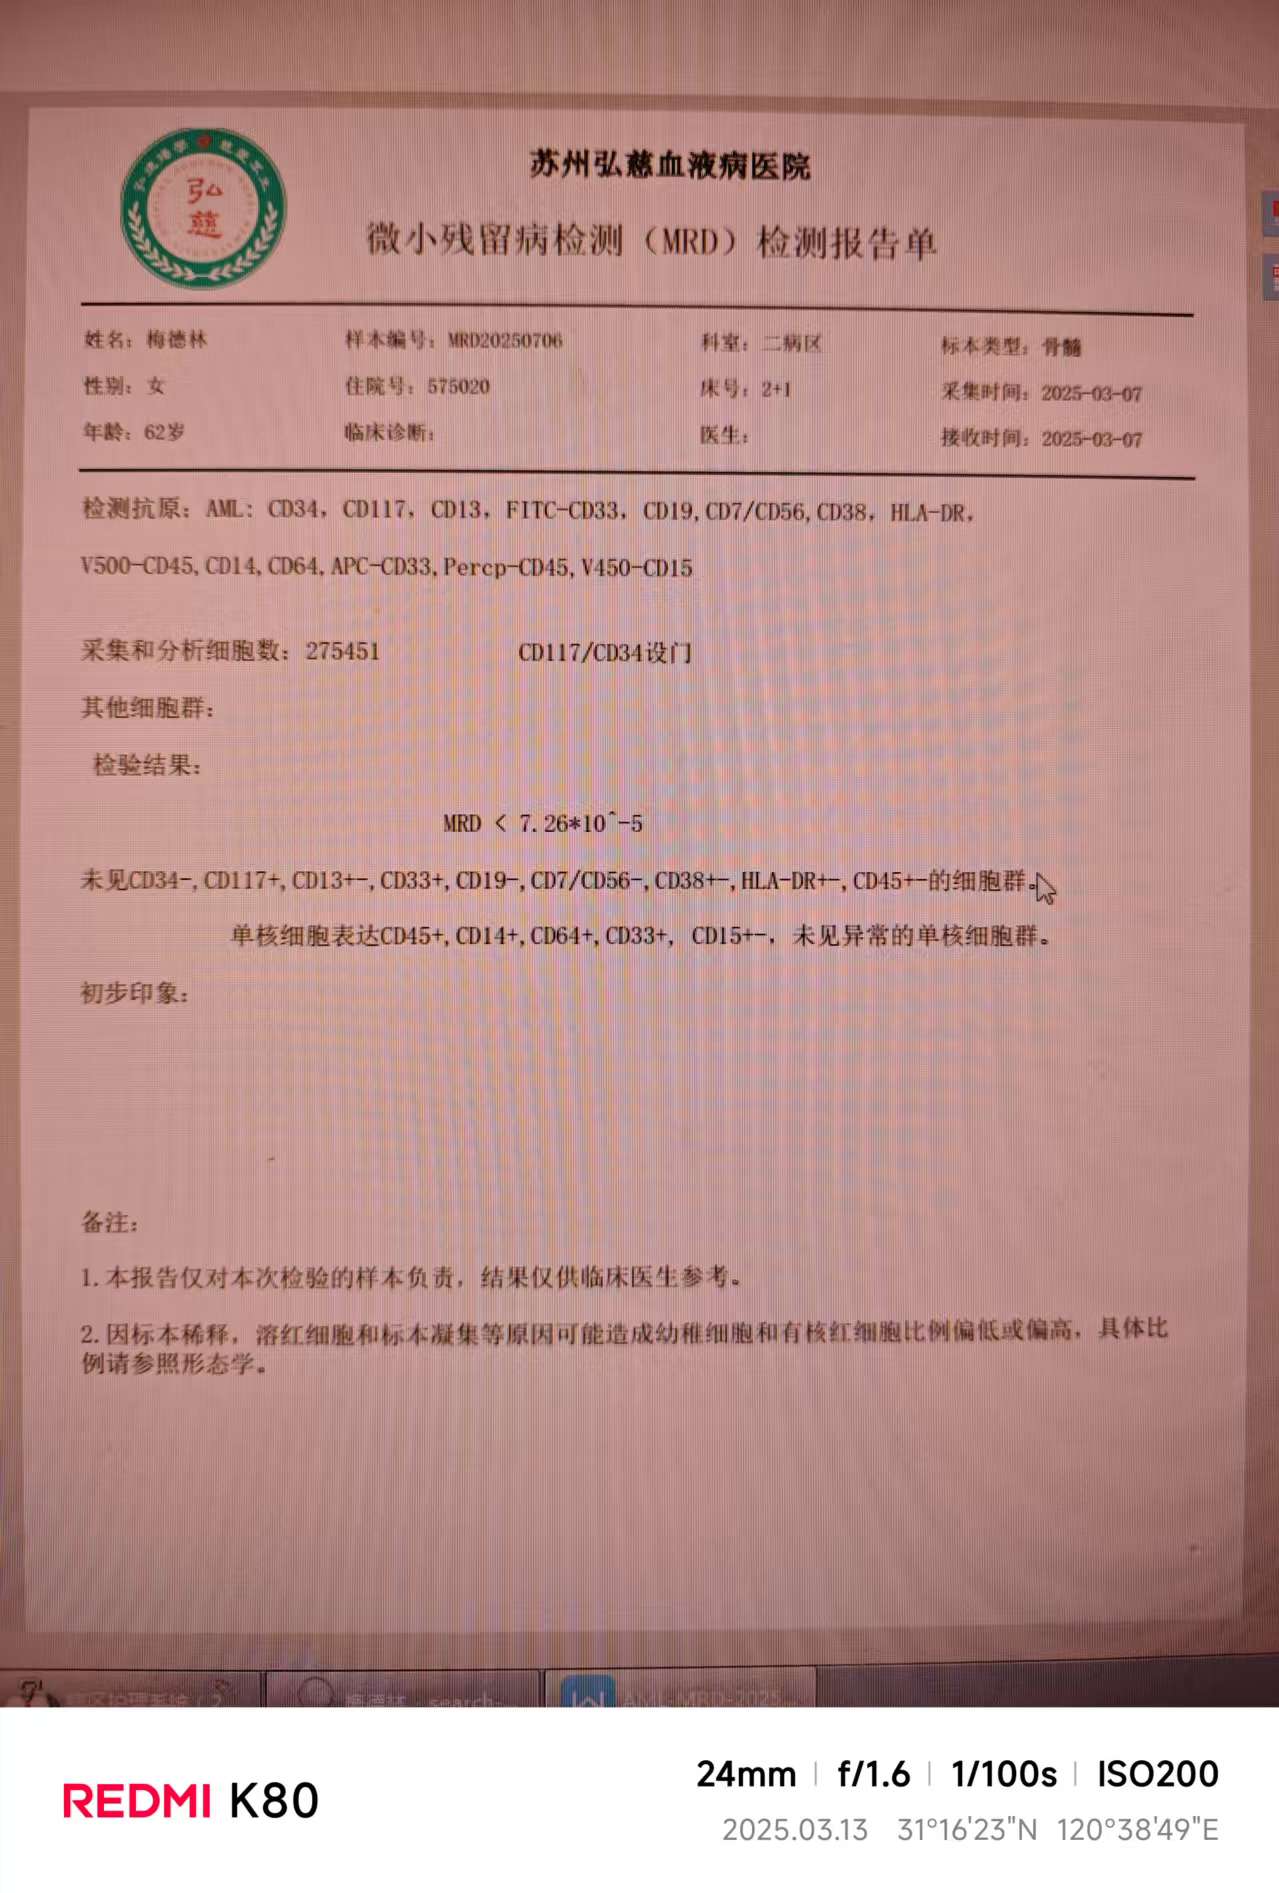 弘慈
苏州弘慈血液病医院
微小残留病检测（MRD）检测报告单
姓名：梅德林 样本编号：MRD20250706 科室：二病区 标本类型：骨髓
性别：女 住院号：575020 床号：2+1 采集时间：2025-03-07
年龄：62岁 临床诊断： 医生： 接收时间：2025-03-07
检测抗原：AML: CD34，CD117，CD13，FITC-CD33，CD19,CD7/CD56,CD38，HLA-DR，
V500-CD45,CD14,CD64,APC-CD33,Percp-CD45,V450-CD15
采集和分析细胞数：275451 CD117/CD34设门
其他细胞群：
检验结果：
MRD < 7.26*10^-5
未见CD34-,CD117+,CD13+-,CD33+,CD19-,CD7/CD56-,CD38+-,HLA-DR+-,CD45+-的细胞群。
单核细胞表达CD45+,CD14+,CD64+,CD33+, CD15+-，未见异常的单核细胞群。
初步印象：
备注：
1.本报告仅对本次检验的样本负责，结果仅供临床医生参考。
2.因标本稀释，溶红细胞和标本凝集等原因可能造成幼稚细胞和有核红细胞比例偏低或偏高，具体比
例请参照形态学。
AML-MRD-2025...
REDMI K80
24mm | f/1.6 | 1/100s | ISO200
2025.03.13 31°16'23"N 120°38'49"E